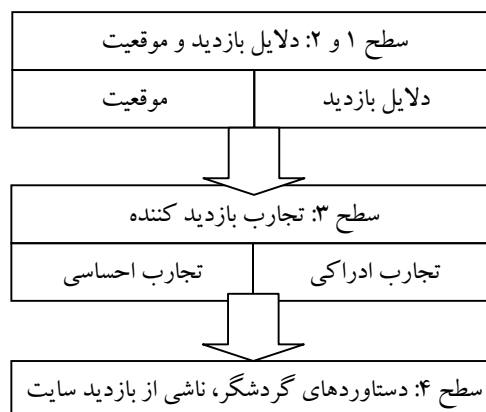 سطح ۱ و ۲: دلایل بازدید و موقعیت
دلایل بازدید
موقعیت
سطح ۳: تجارب بازدید کننده
تجارب ادراکی
تجارب احساسی
سطح ۴: دستاوردهای گردشگر، ناشی از بازدید سایت